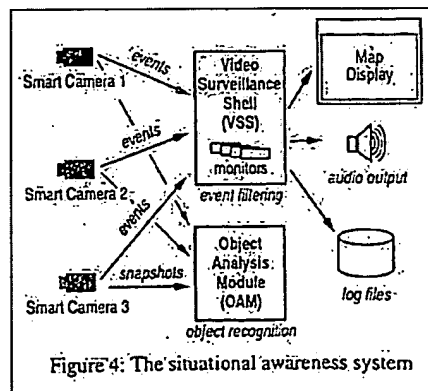 Smart Camera 1
events
Video
Surveillance
Shell
(VSS)
monitors
event filtering
Map
Display
audio output
events
Smart Camera 2
events
snapshots
Smart Camera 3
Object
Analysis
Module
(OAM)
object recognition
log files
Figure 4: The situational awareness system